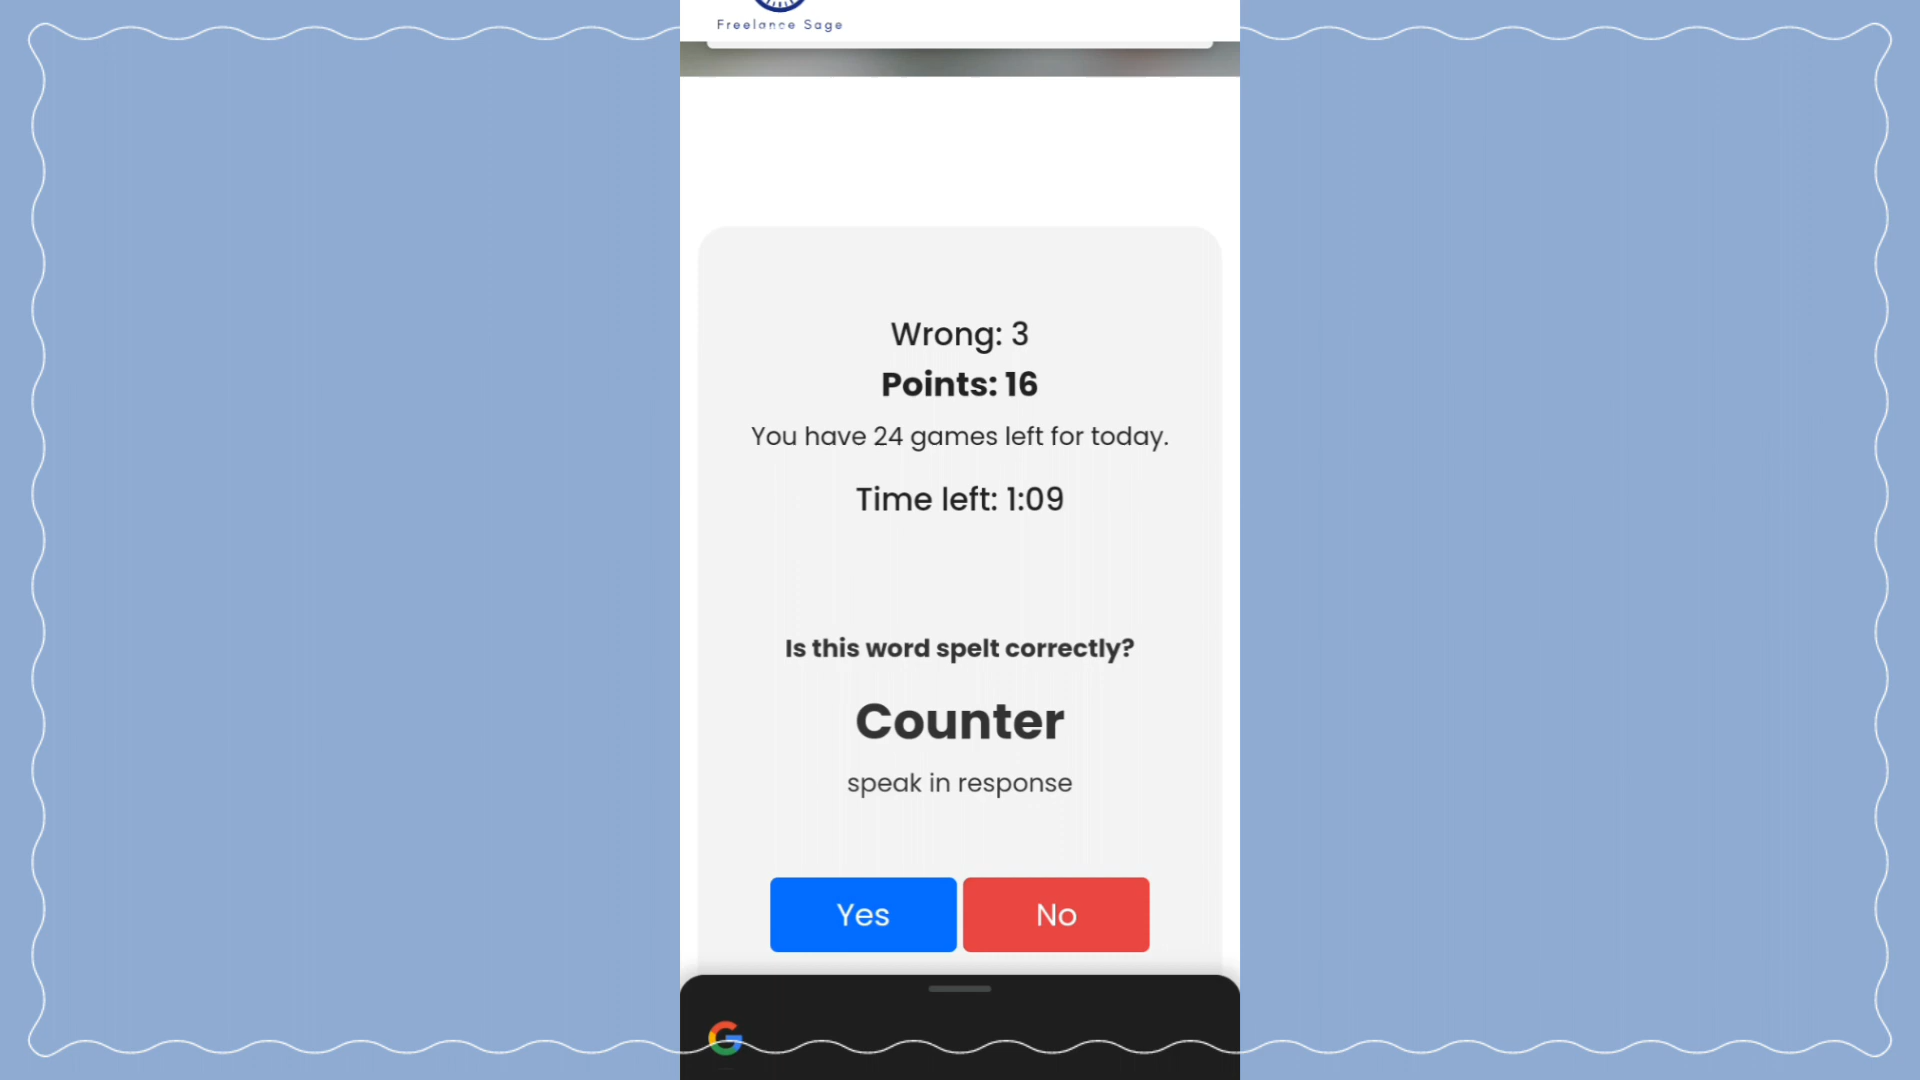 Freelance Sage
Wrong: 3
Points: 16
You have 24 games left for today.
Time left: 1:09
Is this word spelt correctly?
Counter
speak in response
Yes
No